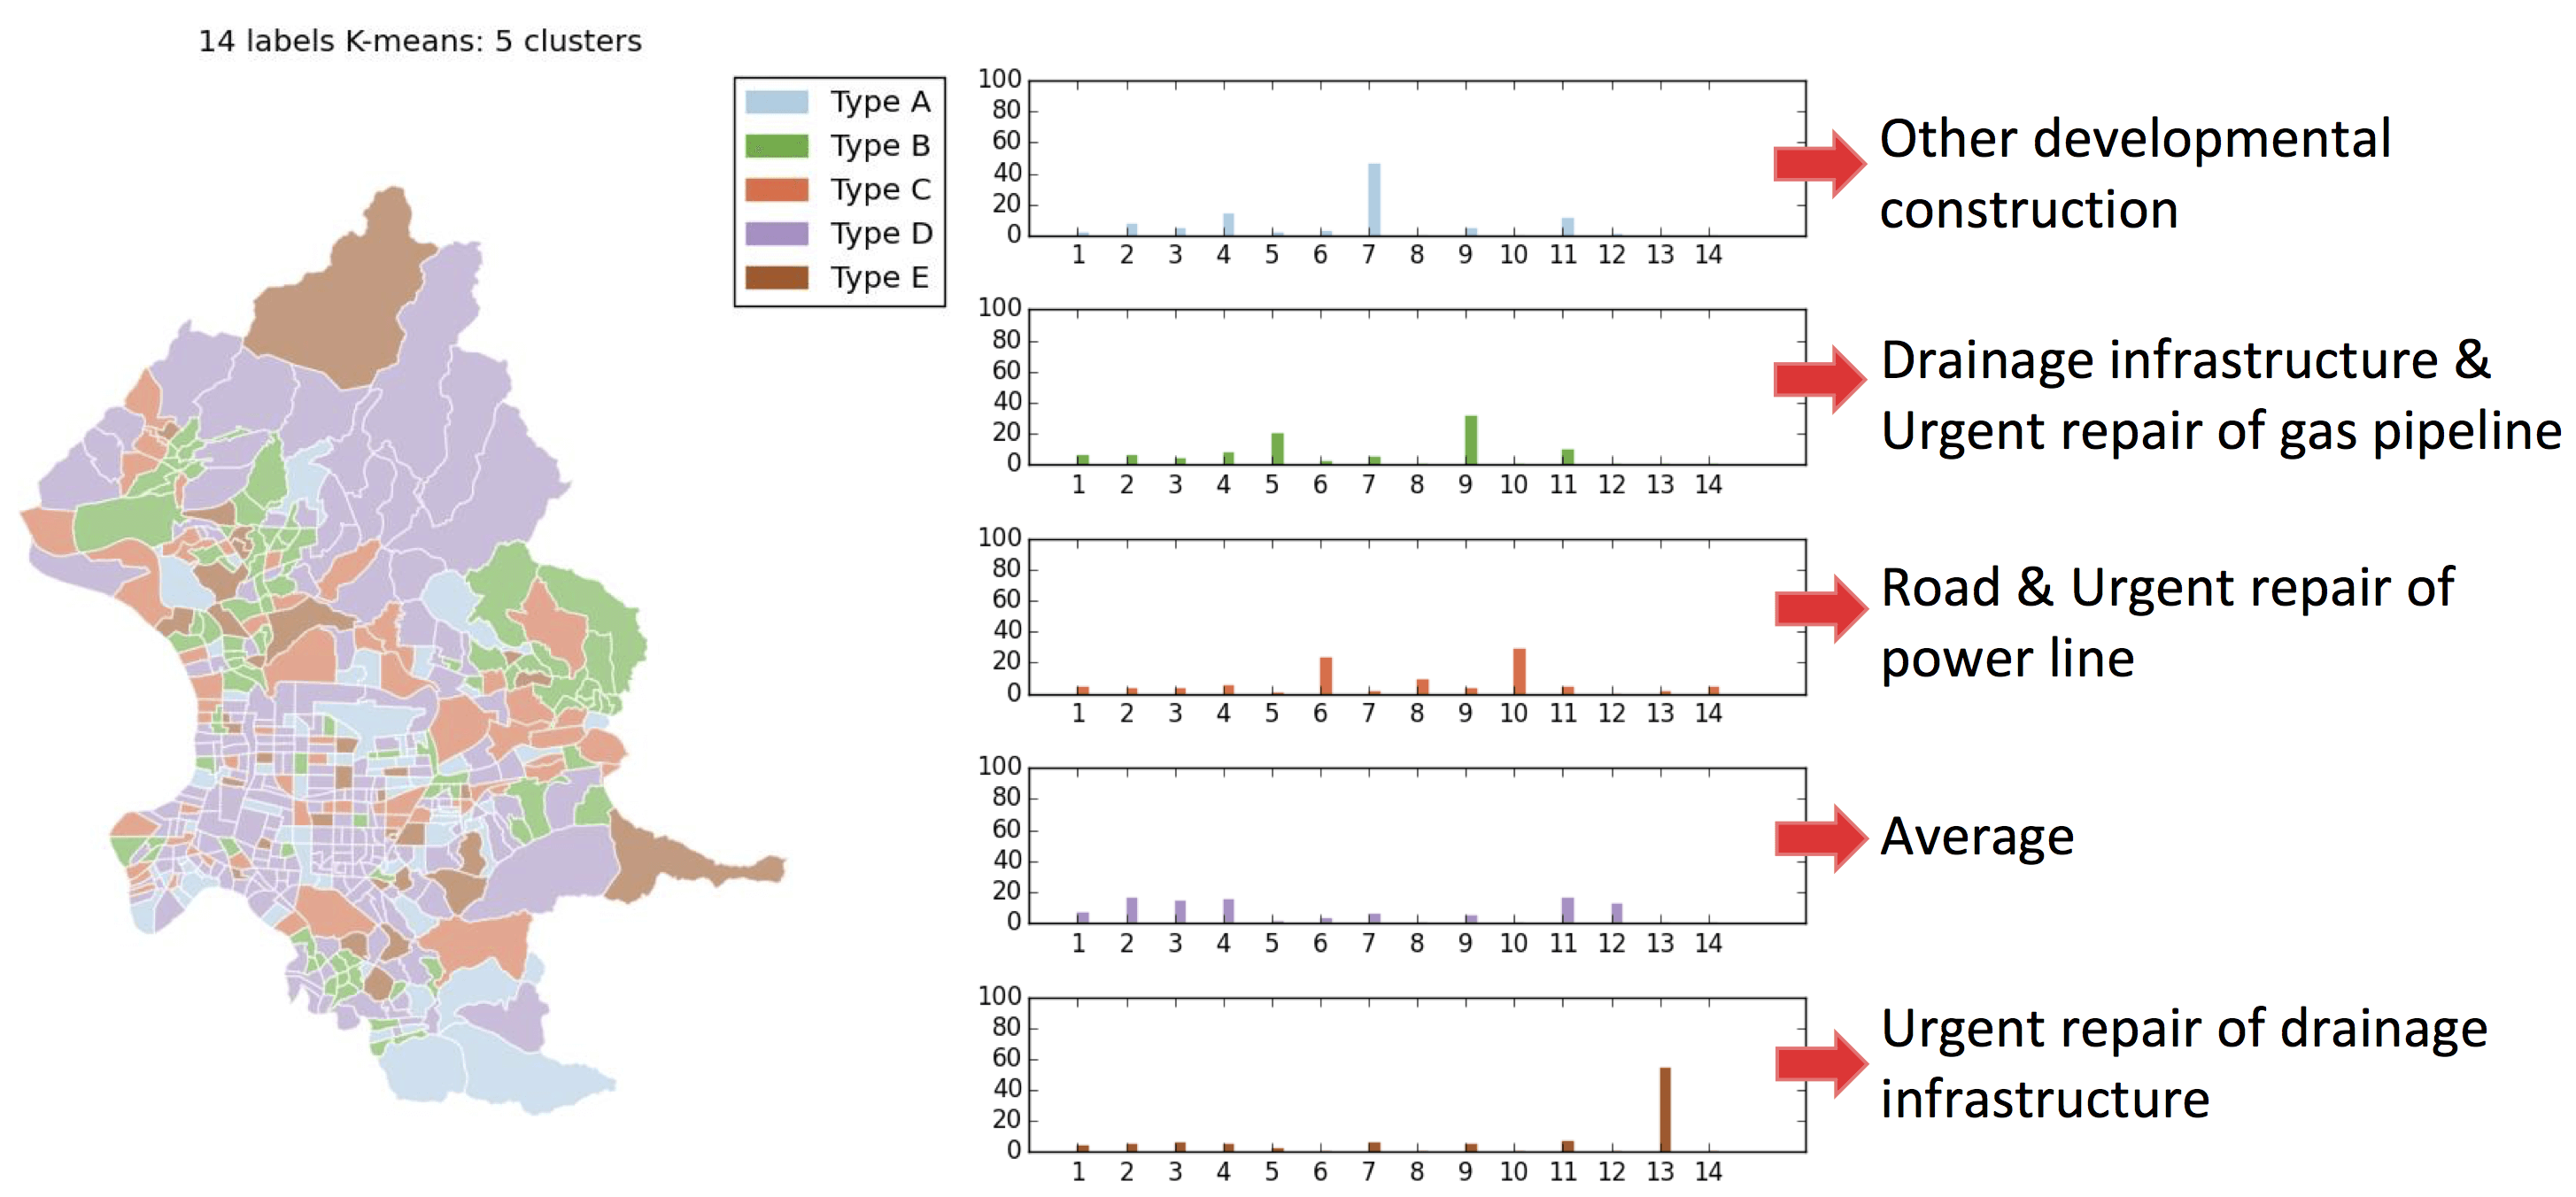 14 labels K-means: 5 clusters
Type A
Type B
Type C
Type D
Type E
100
80
60
40
20
0
1 2 3 4 5 6 7 8 9 10 11 12 13 14
Other developmental
construction
100
80
60
40
20
0
1 2 3 4 5 6 7 8 9 10 11 12 13 14
Drainage infrastructure &
Urgent repair of gas pipeline
100
80
60
40
20
0
1 2 3 4 5 6 7 8 9 10 11 12 13 14
Road & Urgent repair of
power line
100
80
60
40
20
0
1 2 3 4 5 6 7 8 9 10 11 12 13 14
Average
100
80
60
40
20
0
1 2 3 4 5 6 7 8 9 10 11 12 13 14
Urgent repair of drainage
infrastructure